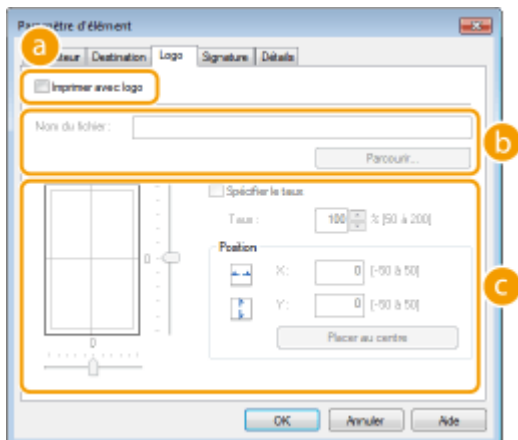 Paramètre d'élément
a
Destination Logo Signature Détails
Imprimer avec logo
Nom du fichier :
b
Parcourir...
Spécifier le taux
Taux : 100 % [50 à 200]
Position
0
X : 0 [-50 à 50]
c
Y : 0 [-50 à 50]
Placer au centre
0
OK Annuler Aide